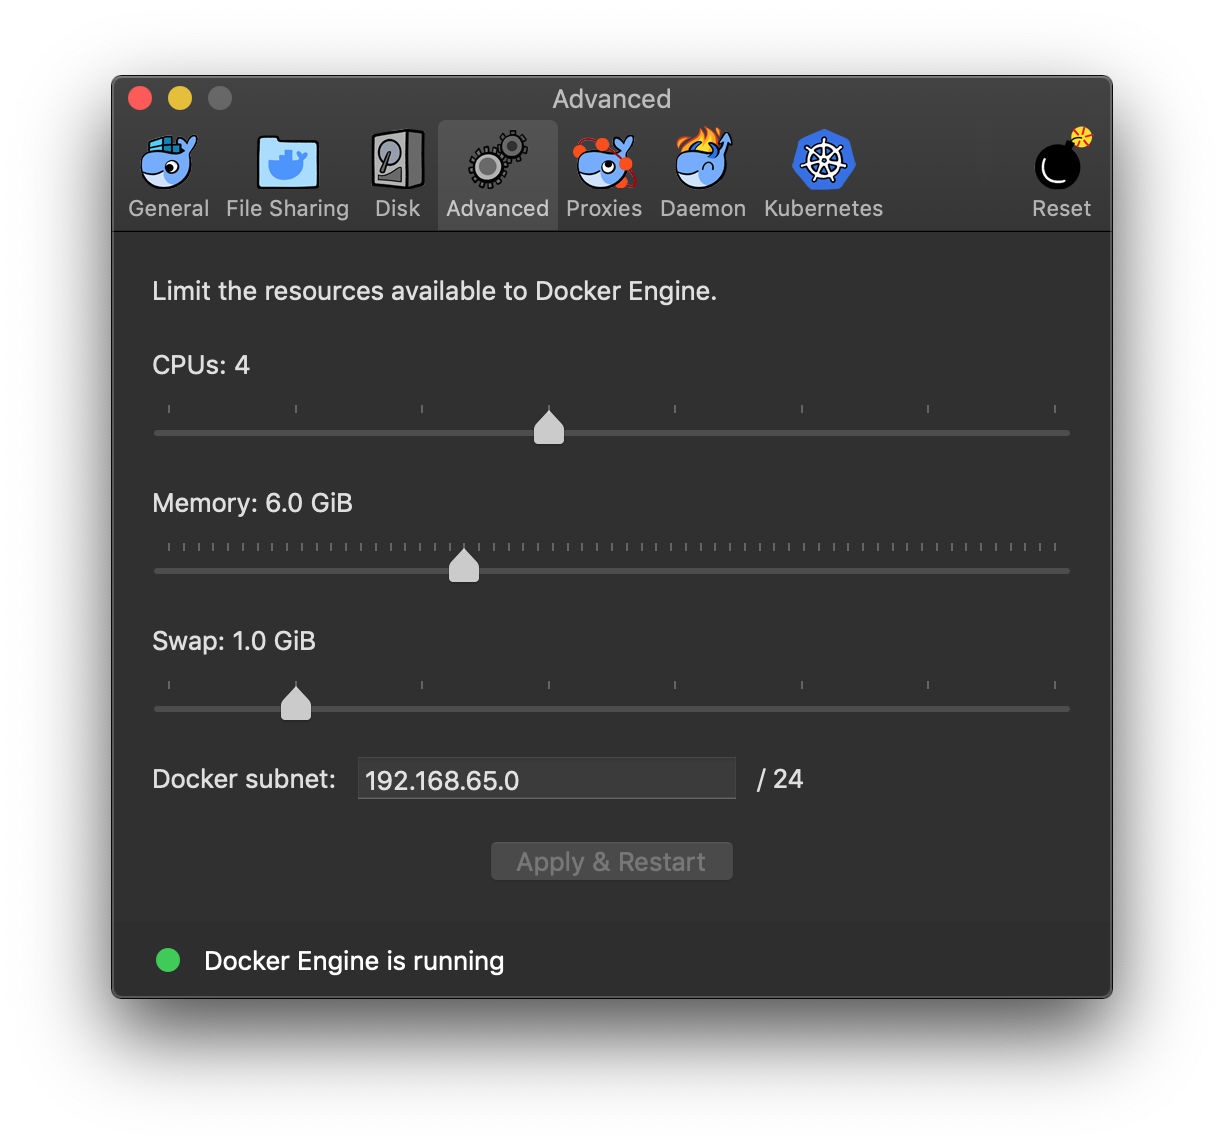 Advanced
General File Sharing Disk Advanced Proxies Daemon Kubernetes Reset
Limit the resources available to Docker Engine.
CPUs: 4
Memory: 6.0 GiB
Swap: 1.0 GiB
Docker subnet: 192.168.65.0 / 24
Apply & Restart
Docker Engine is running